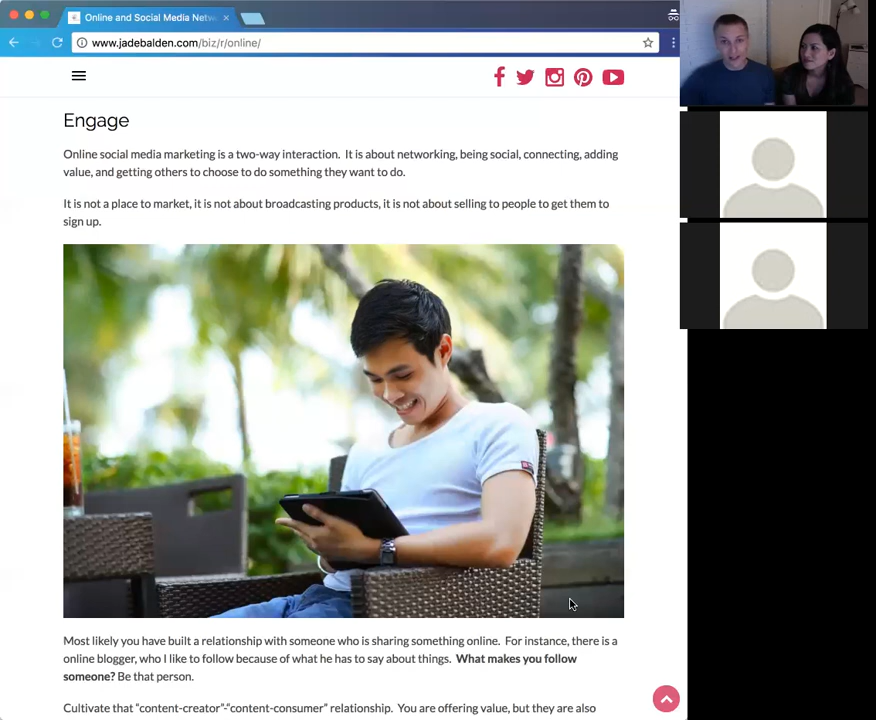 Online and Social Media Netw
www.jadebalden.com/biz/r/online/
Engage
Online social media marketing is a two-way interaction.  It is about networking, being social, connecting, adding
value, and getting others to choose to do something they want to do.
It is not a place to market, it is not about broadcasting products, it is not about selling to people to get them to
sign up.
Most likely you have built a relationship with someone who is sharing something online.  For instance, there is a
online blogger, who I like to follow because of what he has to say about things.  What makes you follow
someone? Be that person.
Cultivate that “content-creator”-“content-consumer” relationship.  You are offering value, but they are also